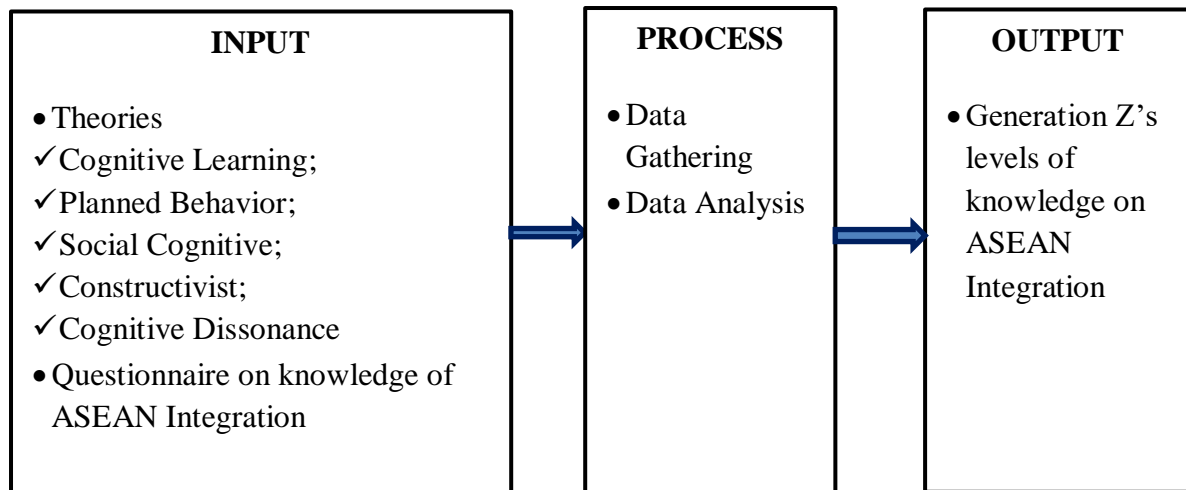 INPUT
• Theories
✓Cognitive Learning;
✓Planned Behavior;
✓Social Cognitive;
✓Constructivist;
✓Cognitive Dissonance
• Questionnaire on knowledge of
ASEAN Integration
PROCESS
• Data
Gathering
• Data Analysis
OUTPUT
• Generation Z’s
levels of
knowledge on
ASEAN
Integration